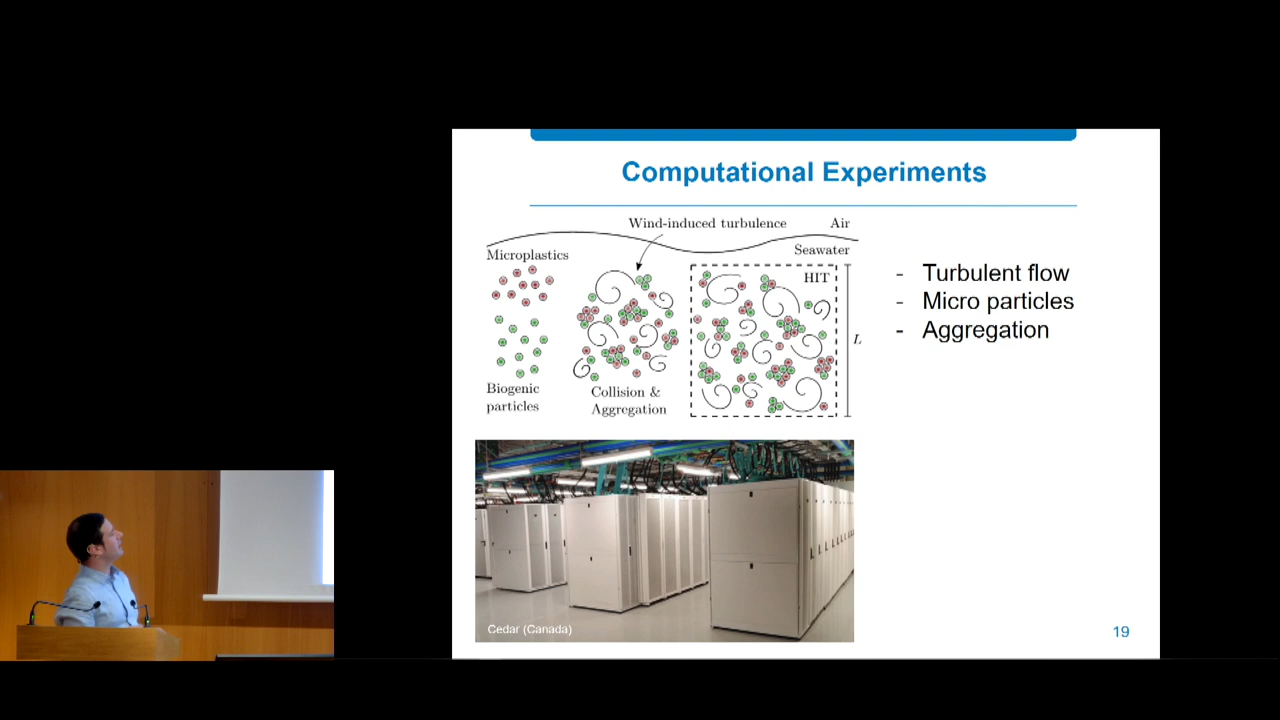 Computational Experiments
Wind-induced turbulence
Air
Seawater
Microplastics
HIT
L
Biogenic
particles
Collision &
Aggregation
- Turbulent flow
- Micro particles
- Aggregation
Cedar (Canada)
19